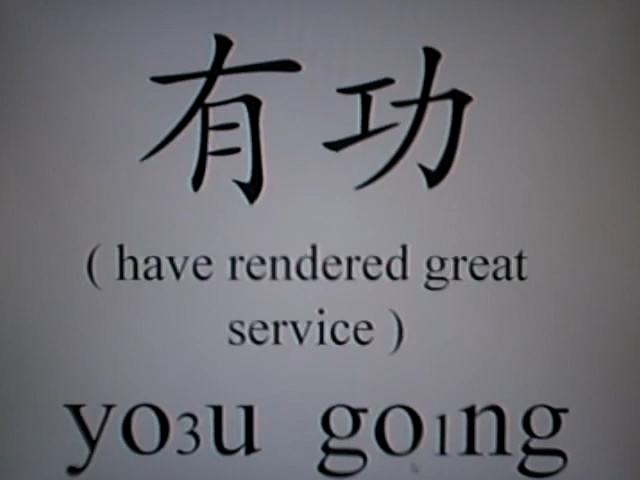 有功
( have rendered great
service )
yo3u go1ng